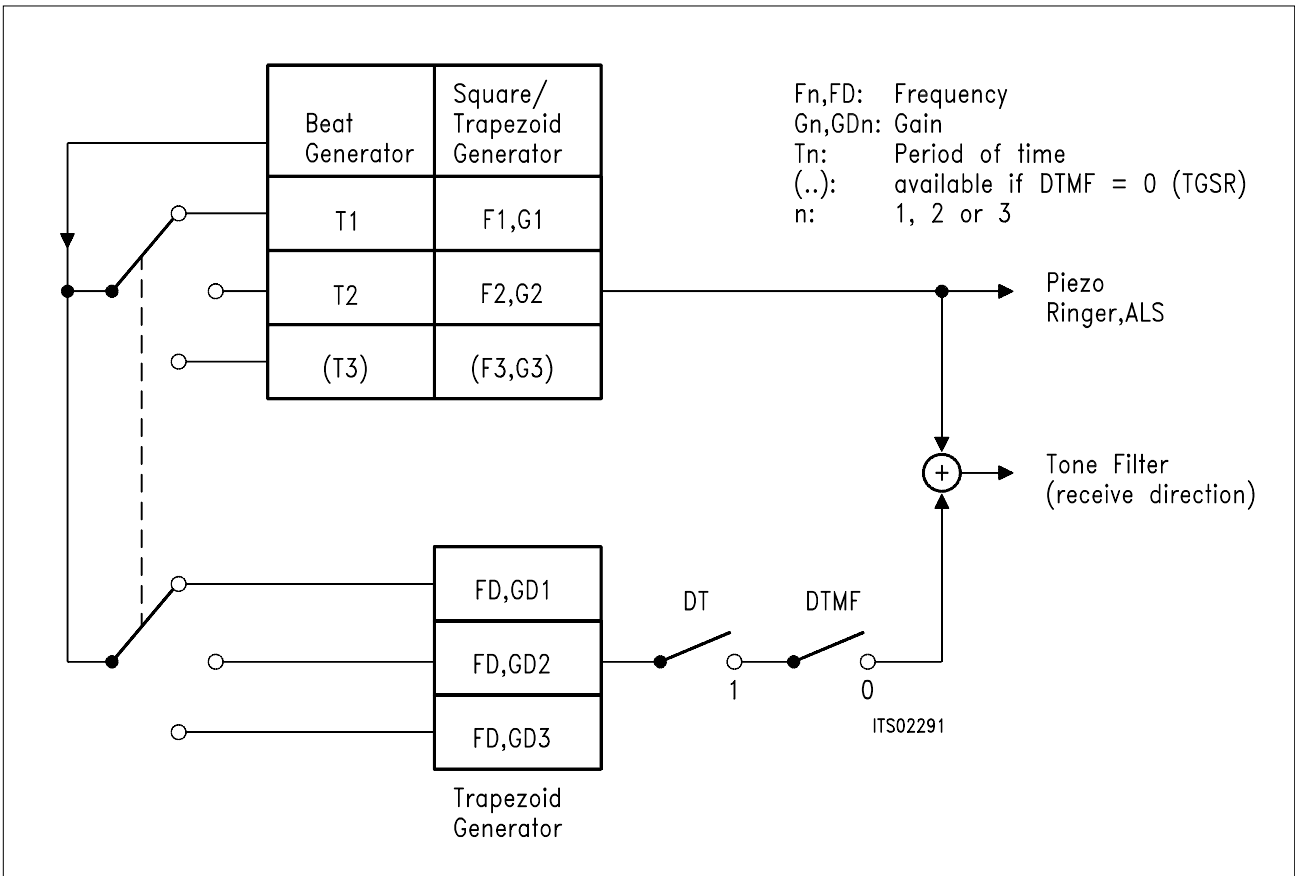 Beat
Generator
Square/
Trapezoid
Generator
T1
F1,G1
T2
F2,G2
(T3)
(F3,G3)
Fn,FD: Frequency
Gn,GDn: Gain
Tn: Period of time
(..): available if DTMF = 0 (TGSR)
n: 1, 2 or 3
Piezo
Ringer,ALS
+
Tone Filter
(receive direction)
FD,GD1
FD,GD2
FD,GD3
Trapezoid
Generator
DT
DTMF
1
0
ITS02291